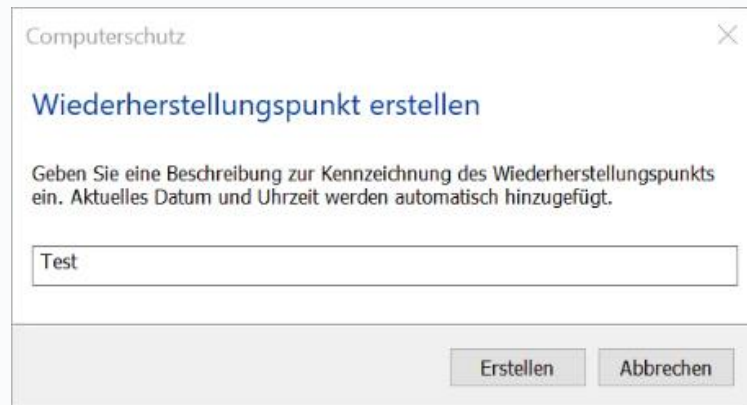 Computerschutz
Wiederherstellungspunkt erstellen
Geben Sie eine Beschreibung zur Kennzeichnung des Wiederherstellungspunkts
ein. Aktuelles Datum und Uhrzeit werden automatisch hinzugefügt.
Test
Erstellen Abbrechen